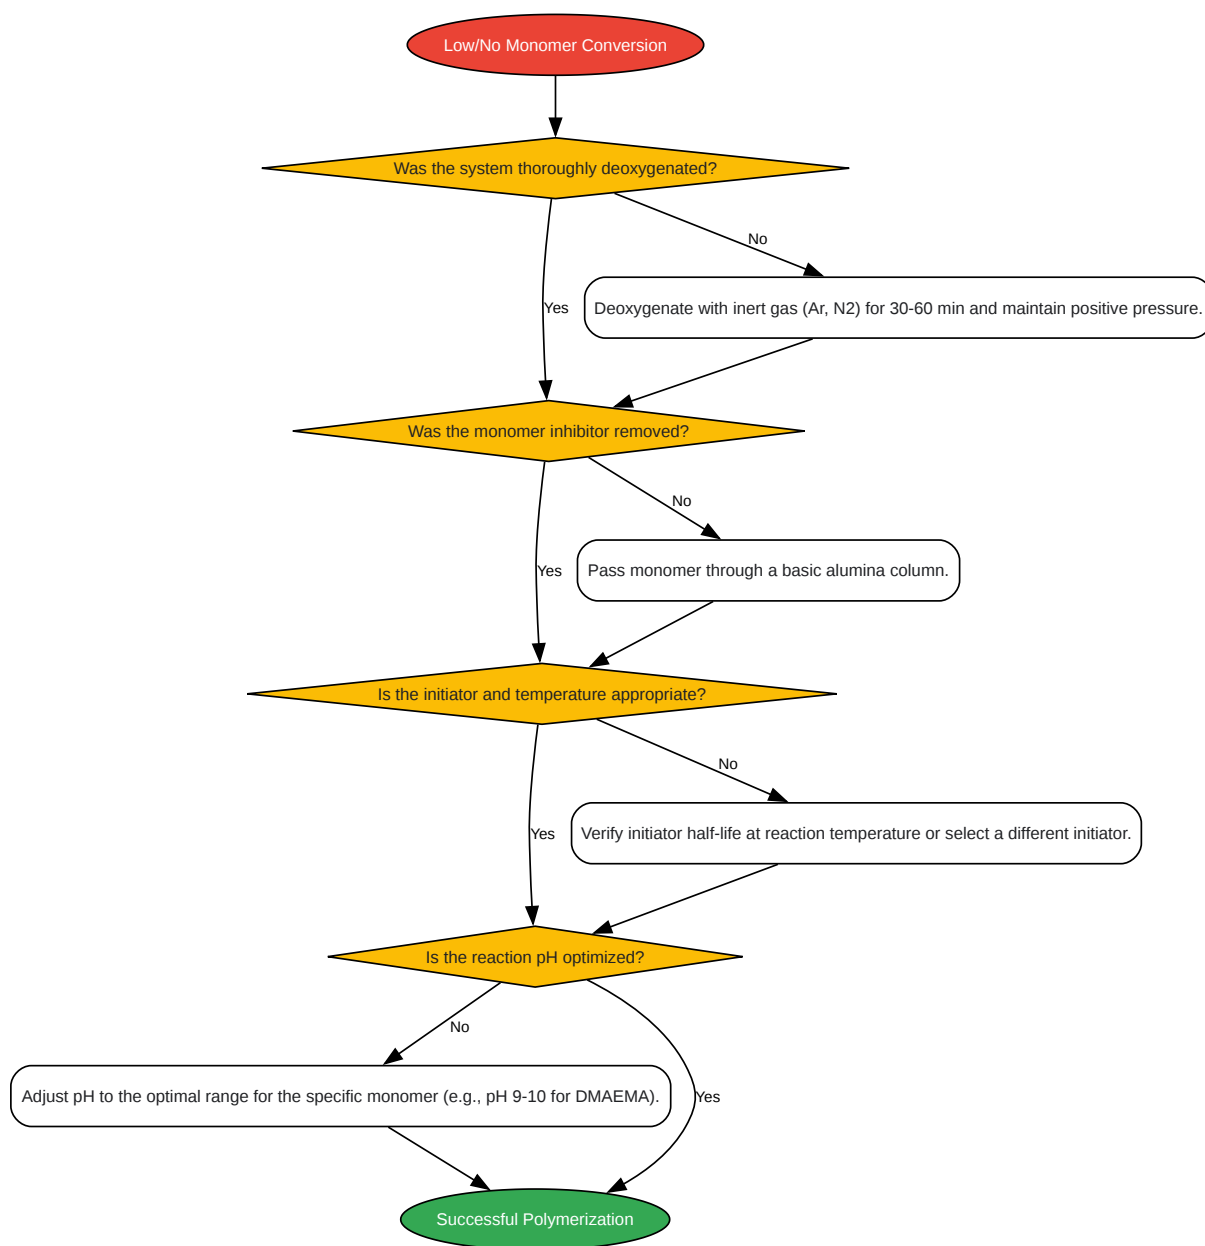 Low/No Monomer Conversion
Was the system thoroughly deoxygenated?
No
Yes
Deoxygenate with inert gas (Ar, N2) for 30-60 min and maintain positive pressure.
Was the monomer inhibitor removed?
No
Yes
Pass monomer through a basic alumina column.
Is the initiator and temperature appropriate?
No
Yes
Verify initiator half-life at reaction temperature or select a different initiator.
Is the reaction pH optimized?
No
Adjust pH to the optimal range for the specific monomer (e.g., pH 9-10 for DMAEMA).
Yes
Successful Polymerization